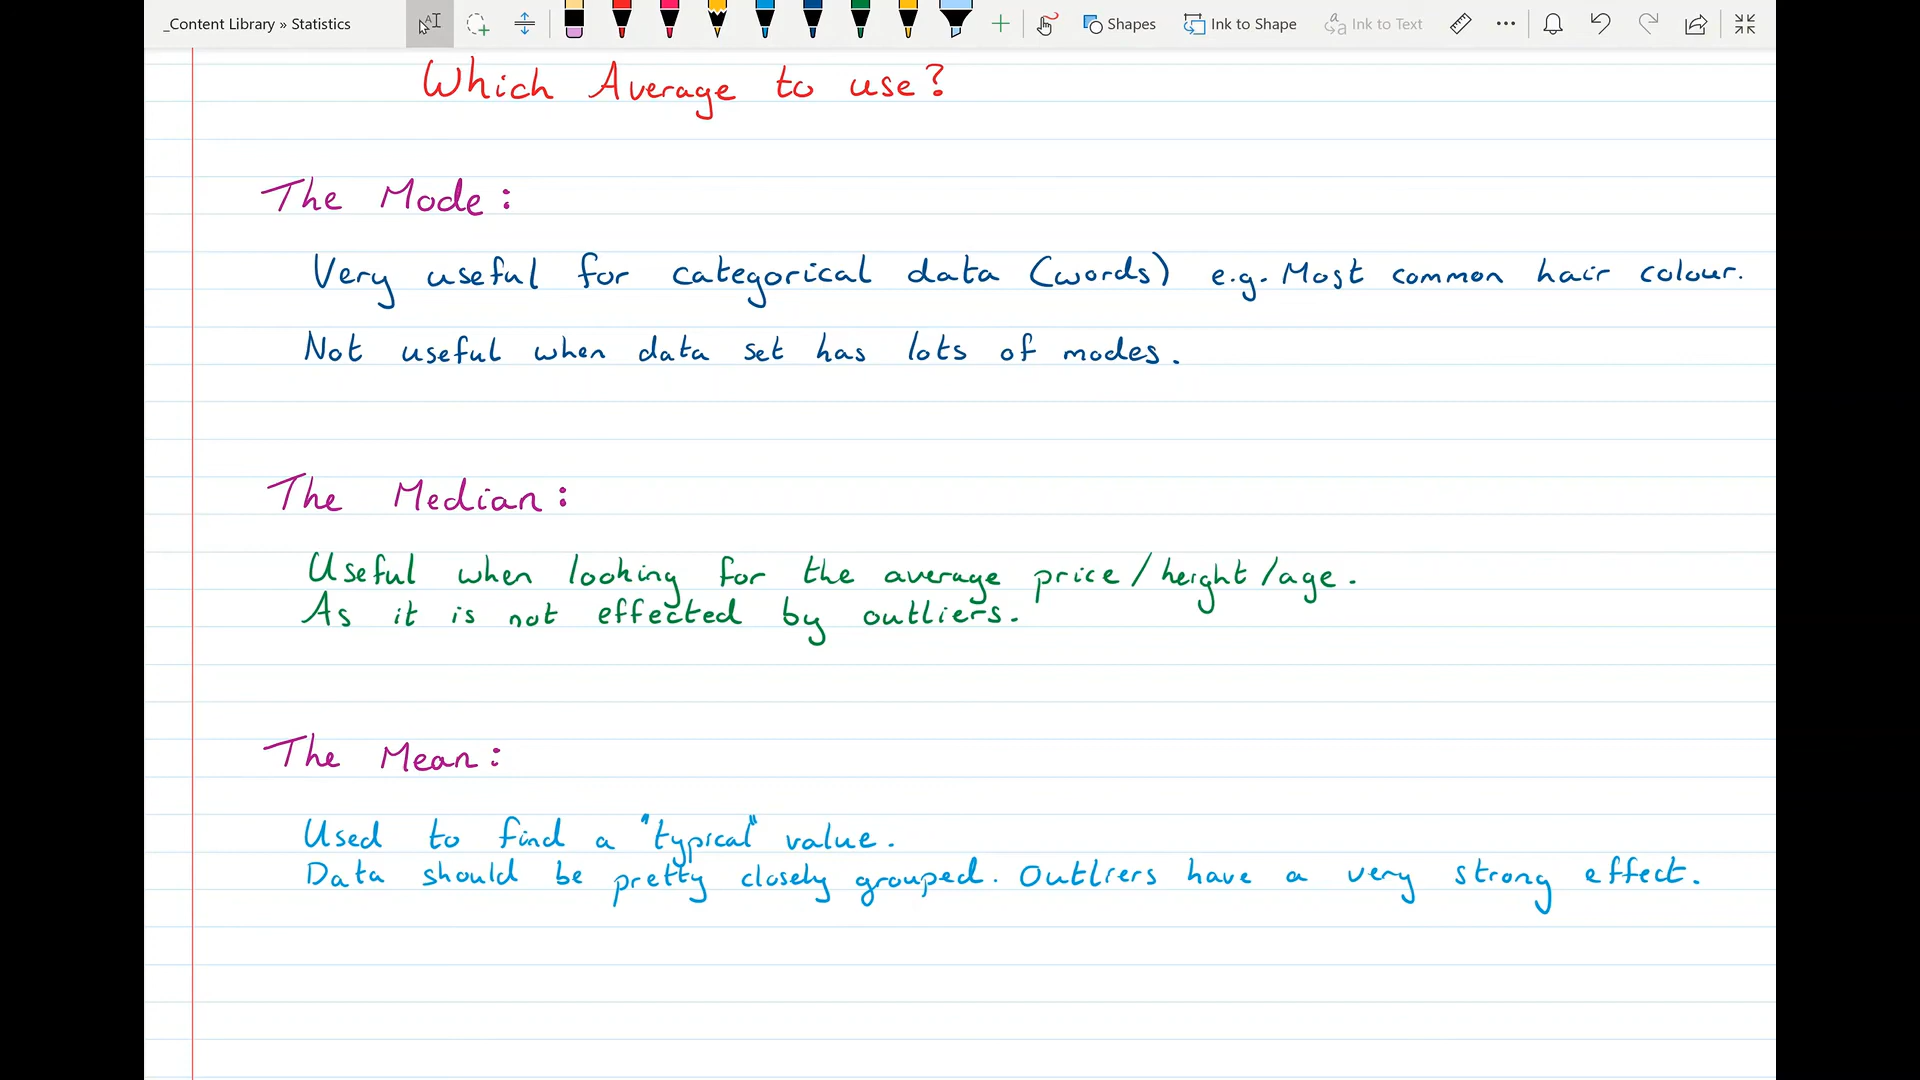 _Content Library » Statistics
Shapes
Ink to Shape
Ink to Text
Which Average to use?
The Mode:
Very useful for categorical data (words) e.g. Most common hair colour.
Not useful when data set has lots of modes.
The Median:
Useful when looking for the average price/height/age.
As it is not effected by outliers.
The Mean:
Used to find a "typical" value.
Data should be pretty closely grouped. Outliers have a very strong effect.